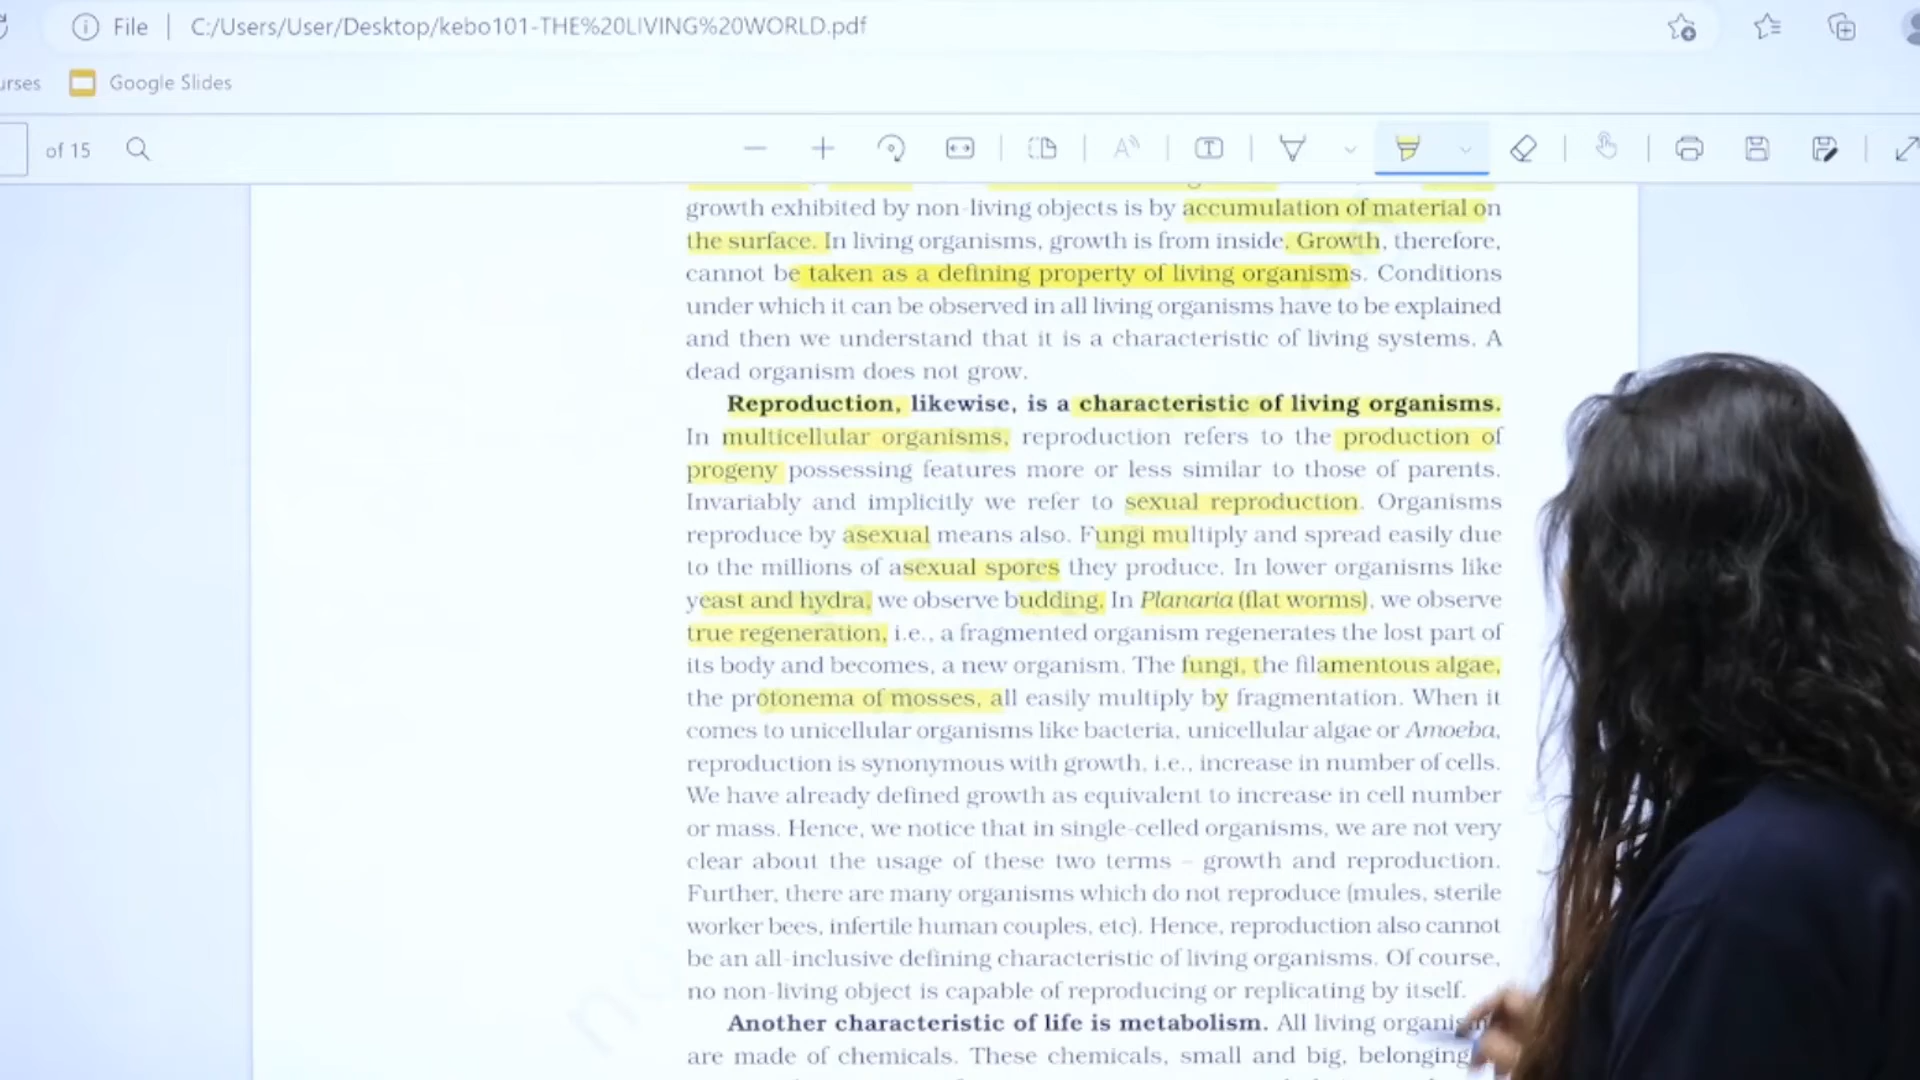 File | C:/Users/User/Desktop/kebo101-THE%20LIVING%20WORLD.pdf
Google Slides
of 15
growth exhibited by non-living objects is by accumulation of material on
the surface. In living organisms, growth is from inside. Growth, therefore,
cannot be taken as a defining property of living organisms. Conditions
under which it can be observed in all living organisms have to be explained
and then we understand that it is a characteristic of living systems. A
dead organism does not grow.
Reproduction, likewise, is a characteristic of living organisms.
In multicellular organisms, reproduction refers to the production of
progeny possessing features more or less similar to those of parents.
Invariably and implicitly we refer to sexual reproduction. Organisms
reproduce by asexual means also. Fungi multiply and spread easily due
to the millions of asexual spores they produce. In lower organisms like
yeast and hydra, we observe budding. In Planaria (flat worms), we observe
true regeneration, i.e., a fragmented organism regenerates the lost part of
its body and becomes, a new organism. The fungi, the filamentous algae,
the protonema of mosses, all easily multiply by fragmentation. When it
comes to unicellular organisms like bacteria, unicellular algae or Amoeba,
reproduction is synonymous with growth, i.e., increase in number of cells.
We have already defined growth as equivalent to increase in cell number
or mass. Hence, we notice that in single-celled organisms, we are not very
clear about the usage of these two terms – growth and reproduction.
Further, there are many organisms which do not reproduce (mules, sterile
worker bees, infertile human couples, etc). Hence, reproduction also cannot
be an all-inclusive defining characteristic of living organisms. Of course,
no non-living object is capable of reproducing or replicating by itself.
Another characteristic of life is metabolism. All living
are made of chemicals. These chemicals, small and big, belonging